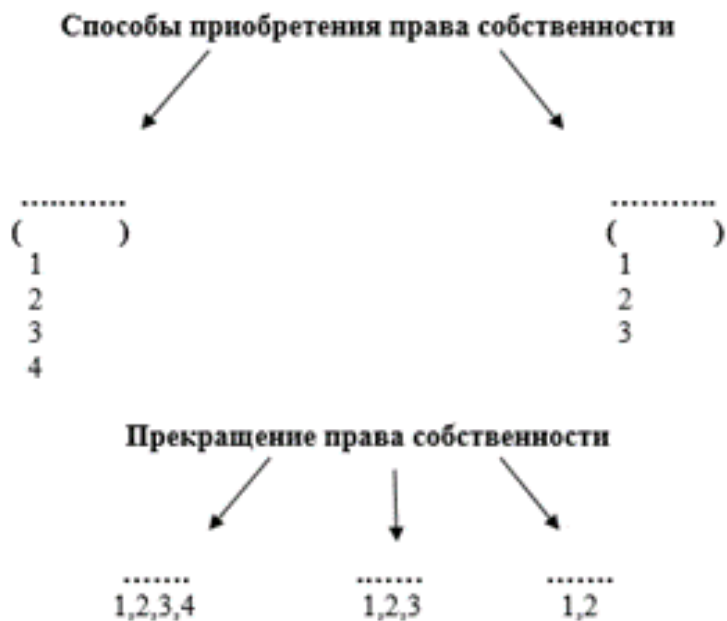 Способы приобретения права собственности
........... ...........
( ) ( )
1 1
2 2
3 3
4
Прекращение права собственности
....... ....... .......
1,2,3,4 1,2,3 1,2